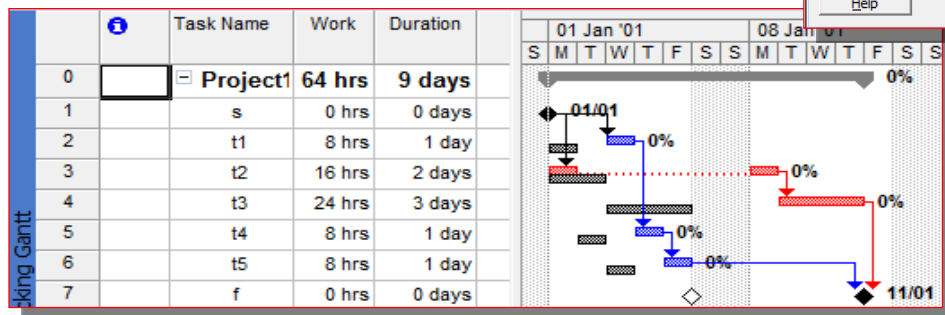 Help
Task Name Work Duration 01 Jan '01 08 Jan '01
S M T W T F S S M T W T F S S
0 Project1 64 hrs 9 days 0%
1 s 0 hrs 0 days 01/01
2 t1 8 hrs 1 day 0%
3 t2 16 hrs 2 days 0%
4 t3 24 hrs 3 days 0%
5 t4 8 hrs 1 day 0%
6 t5 8 hrs 1 day 0%
7 f 0 hrs 0 days 11/01
cking Gantt